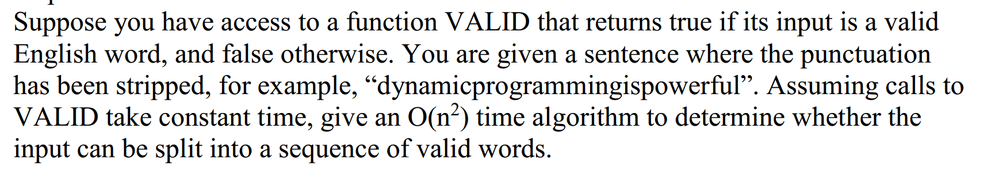 Suppose you have access to a function VALID that returns true if its input is a valid
English word, and false otherwise. You are given a sentence where the punctuation
has been stripped, for example, “dynamicprogrammingispowerful”. Assuming calls to
VALID take constant time, give an O(n²) time algorithm to determine whether the
input can be split into a sequence of valid words.